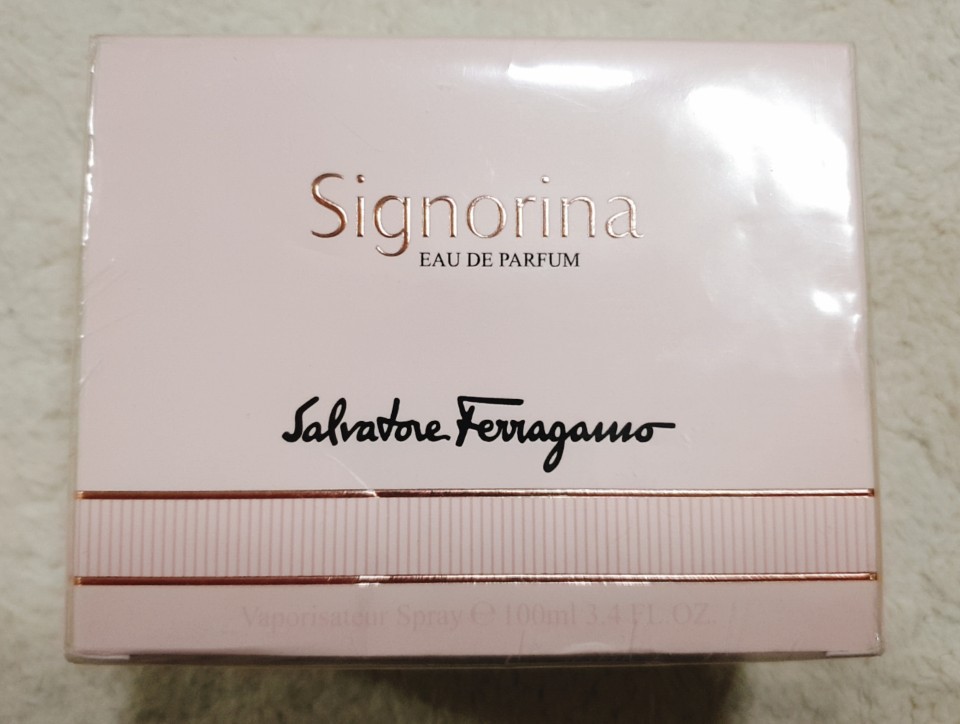 Signorina
EAU DE PARFUM
Salvatore Ferragamo
Vaporisateur Spray ℮ 100ml 3.4 FL.OZ.